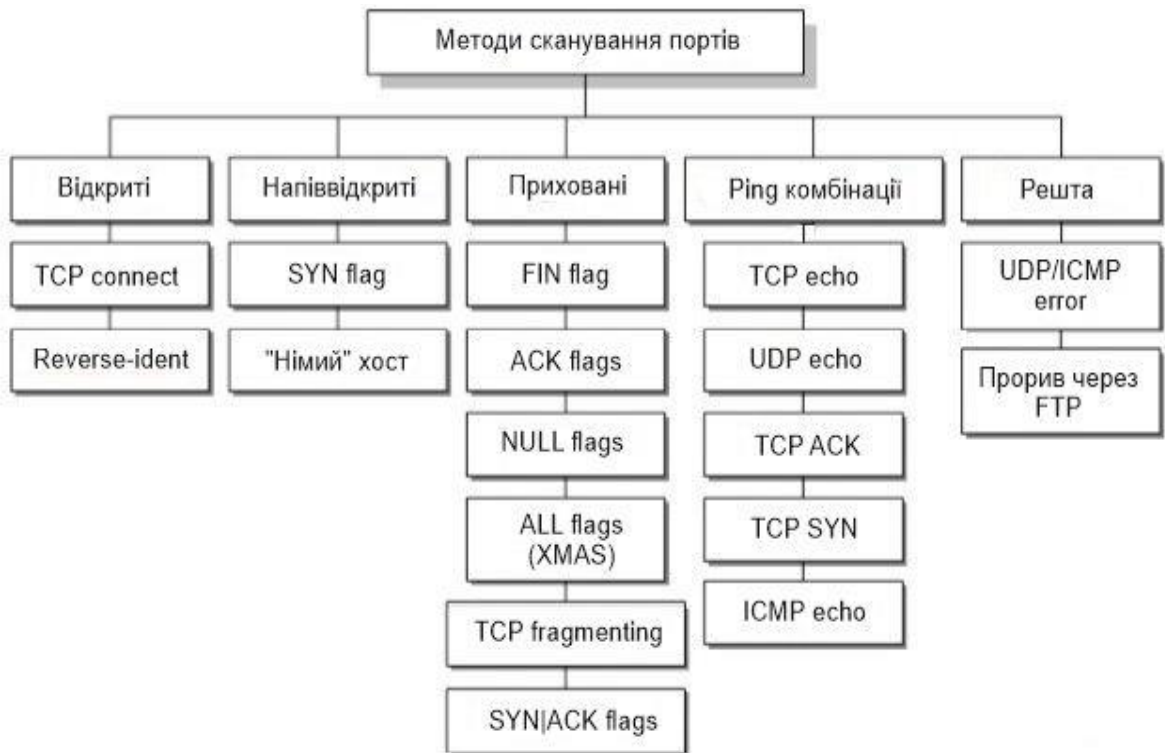 Методи сканування портів
Відкриті
Напіввідкриті
Приховані
Ping комбінації
Решта
TCP connect
SYN flag
FIN flag
TCP echo
UDP/ICMP
error
Reverse-ident
"Німий" хост
ACK flags
UDP echo
Прорив через
FTP
NULL flags
TCP ACK
ALL flags
(XMAS)
TCP SYN
TCP fragmenting
ICMP echo
SYN|ACK flags